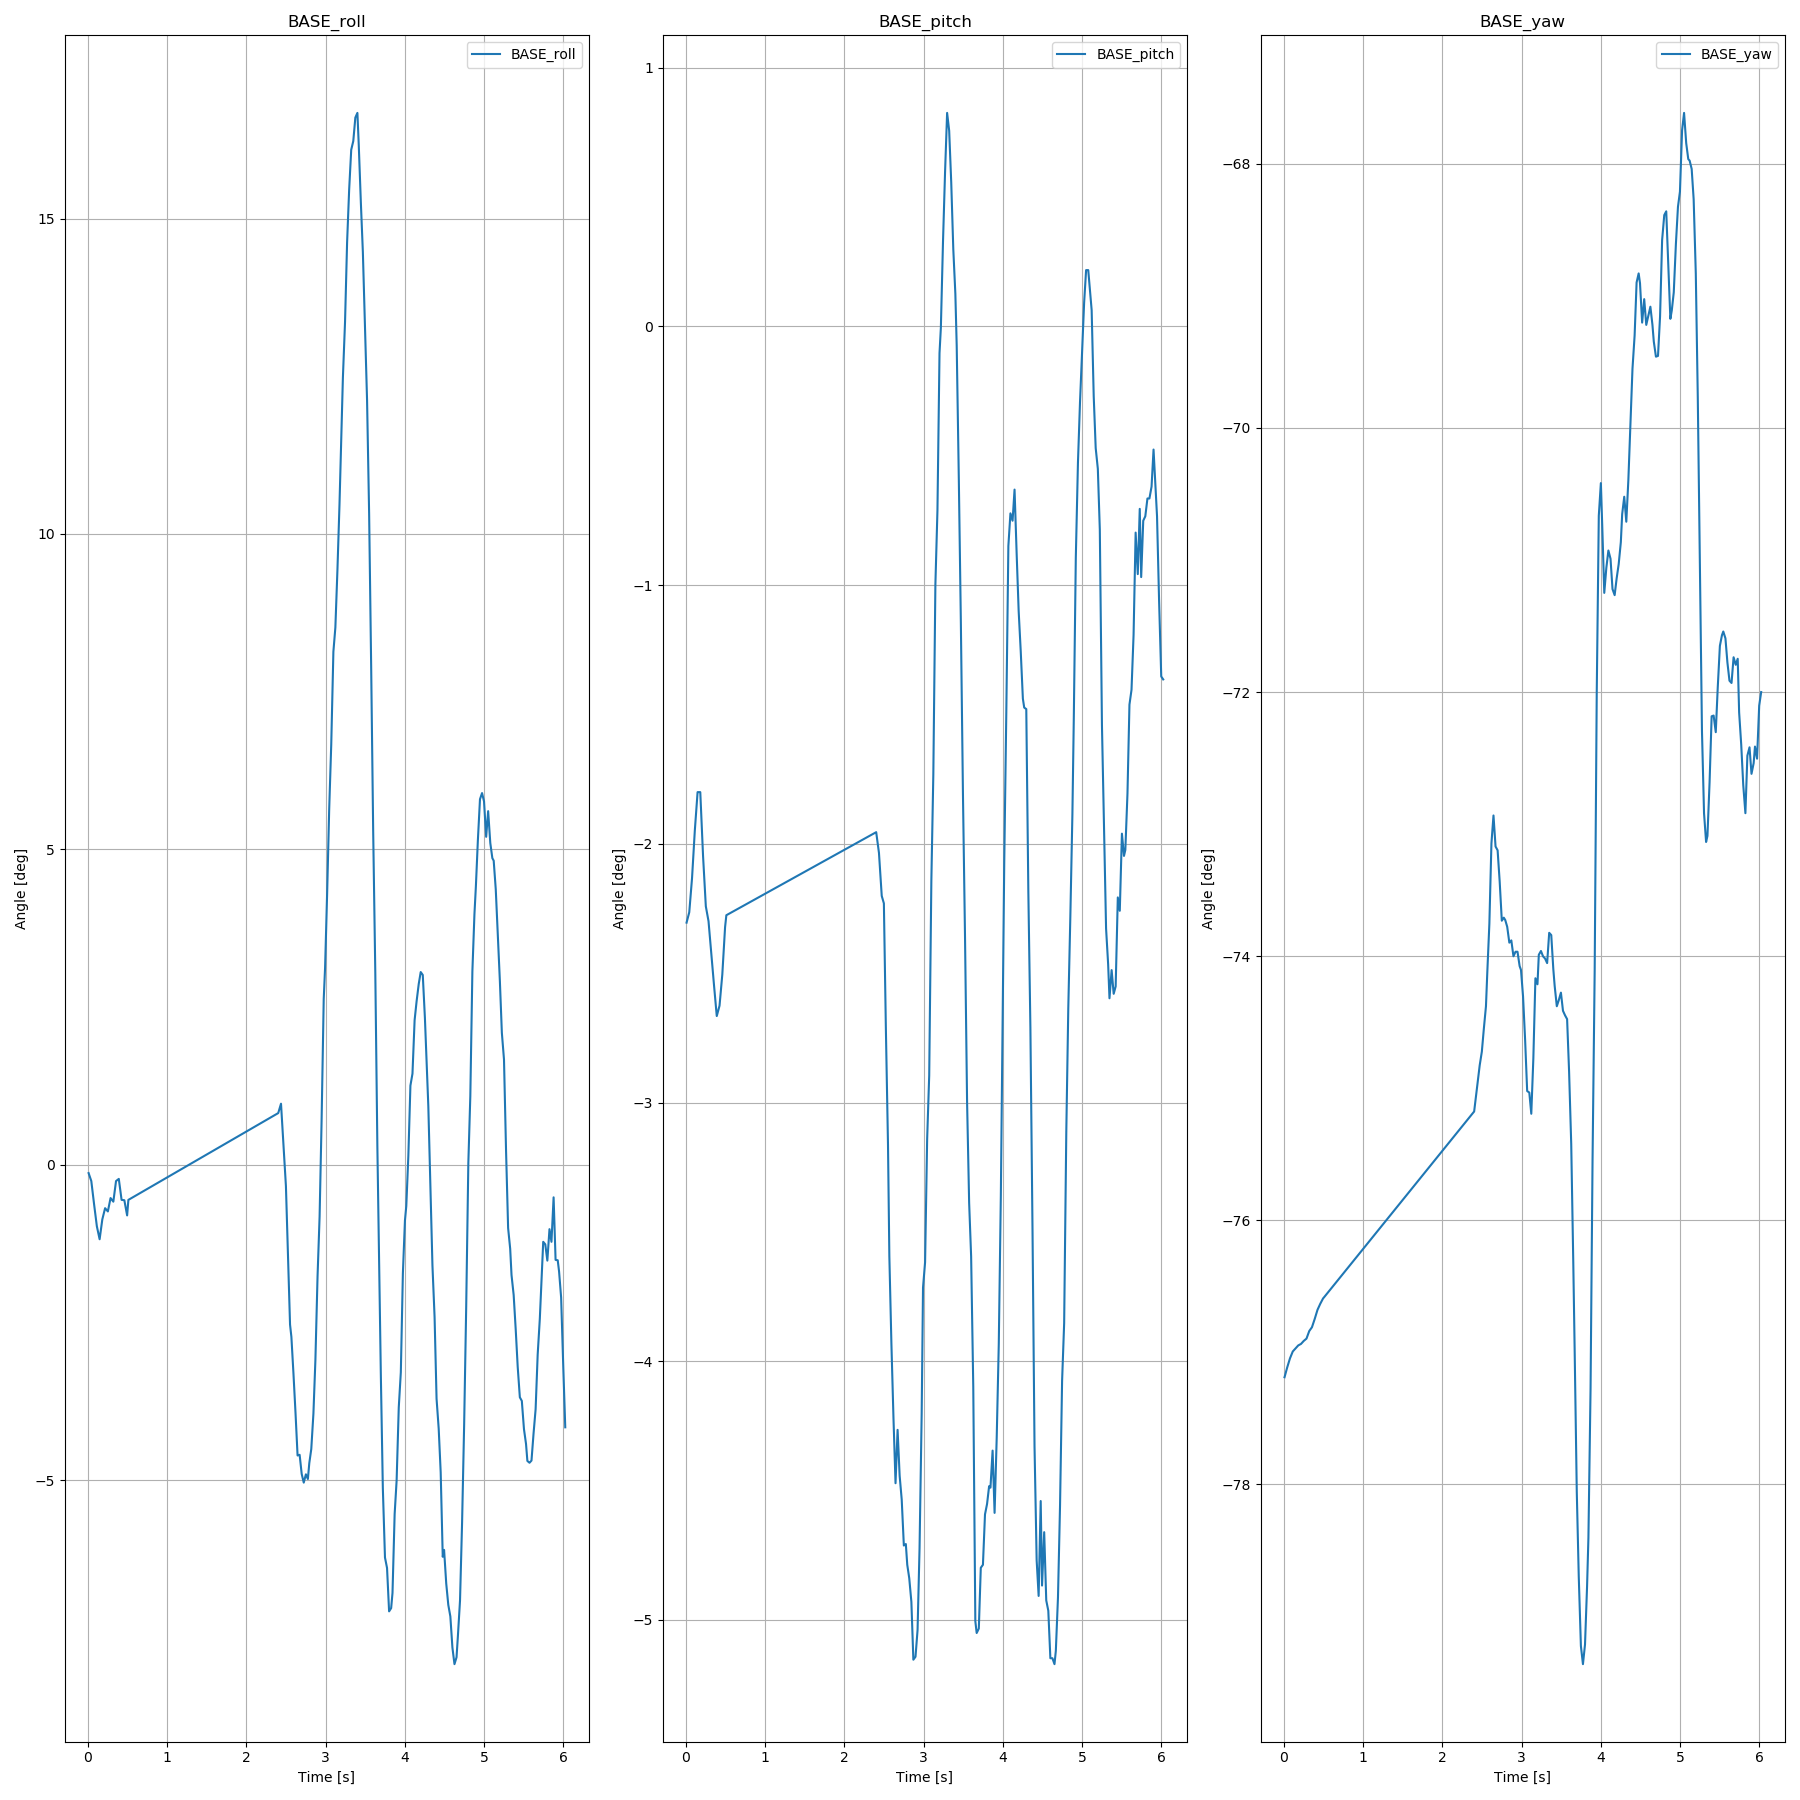 BASE_roll
BASE_roll
15
10
5
0
−5
Angle [deg]
0 1 2 3 4 5 6
Time [s]
BASE_pitch
BASE_pitch
1
0
−1
−2
−3
−4
−5
Angle [deg]
0 1 2 3 4 5 6
Time [s]
BASE_yaw
BASE_yaw
−68
−70
−72
−74
−76
−78
Angle [deg]
0 1 2 3 4 5 6
Time [s]